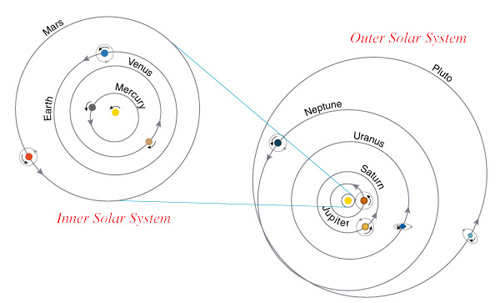 Mars
Venus
Mercury
Earth
Inner Solar System
Outer Solar System
Pluto
Neptune
Uranus
Saturn
Jupiter